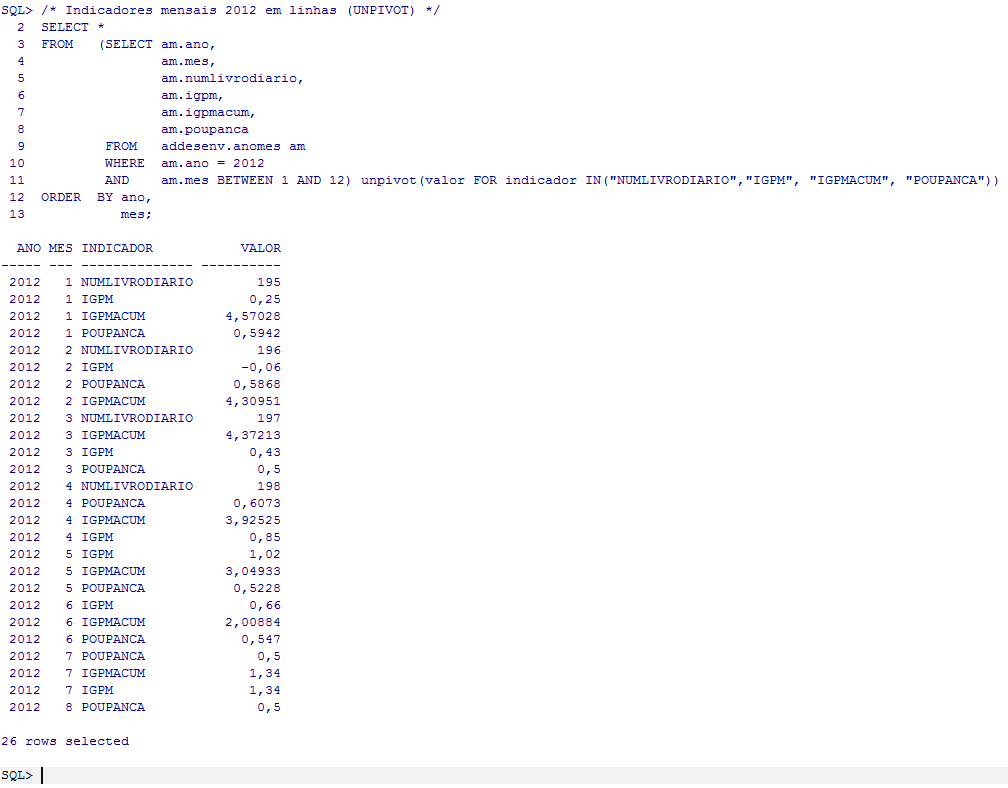 SQL> /* Indicadores mensais 2012 em linhas (UNPIVOT) */
2 SELECT *
3 FROM (SELECT am.ano,
4 am.mes,
5 am.numlivrodiario,
6 am.igpm,
7 am.igpmacum,
8 am.poupanca
9 FROM addesenv.anomes am
10 WHERE am.ano = 2012
11 AND am.mes BETWEEN 1 AND 12) unpivot(valor FOR indicador IN("NUMLIVRODIARIO","IGPM", "IGPMACUM", "POUPANCA"))
12 ORDER BY ano,
13 mes;
ANO MES INDICADOR VALOR
----- --- -------------- ----------
2012 1 NUMLIVRODIARIO 195
2012 1 IGPM 0,25
2012 1 IGPMACUM 4,57028
2012 1 POUPANCA 0,5942
2012 2 NUMLIVRODIARIO 196
2012 2 IGPM -0,06
2012 2 POUPANCA 0,5868
2012 2 IGPMACUM 4,30951
2012 3 NUMLIVRODIARIO 197
2012 3 IGPMACUM 4,37213
2012 3 IGPM 0,43
2012 3 POUPANCA 0,5
2012 4 NUMLIVRODIARIO 198
2012 4 POUPANCA 0,6073
2012 4 IGPMACUM 3,92525
2012 4 IGPM 0,85
2012 5 IGPM 1,02
2012 5 IGPMACUM 3,04933
2012 5 POUPANCA 0,5228
2012 6 IGPM 0,66
2012 6 IGPMACUM 2,00884
2012 6 POUPANCA 0,547
2012 7 POUPANCA 0,5
2012 7 IGPMACUM 1,34
2012 7 IGPM 1,34
2012 8 POUPANCA 0,5
26 rows selected
SQL>